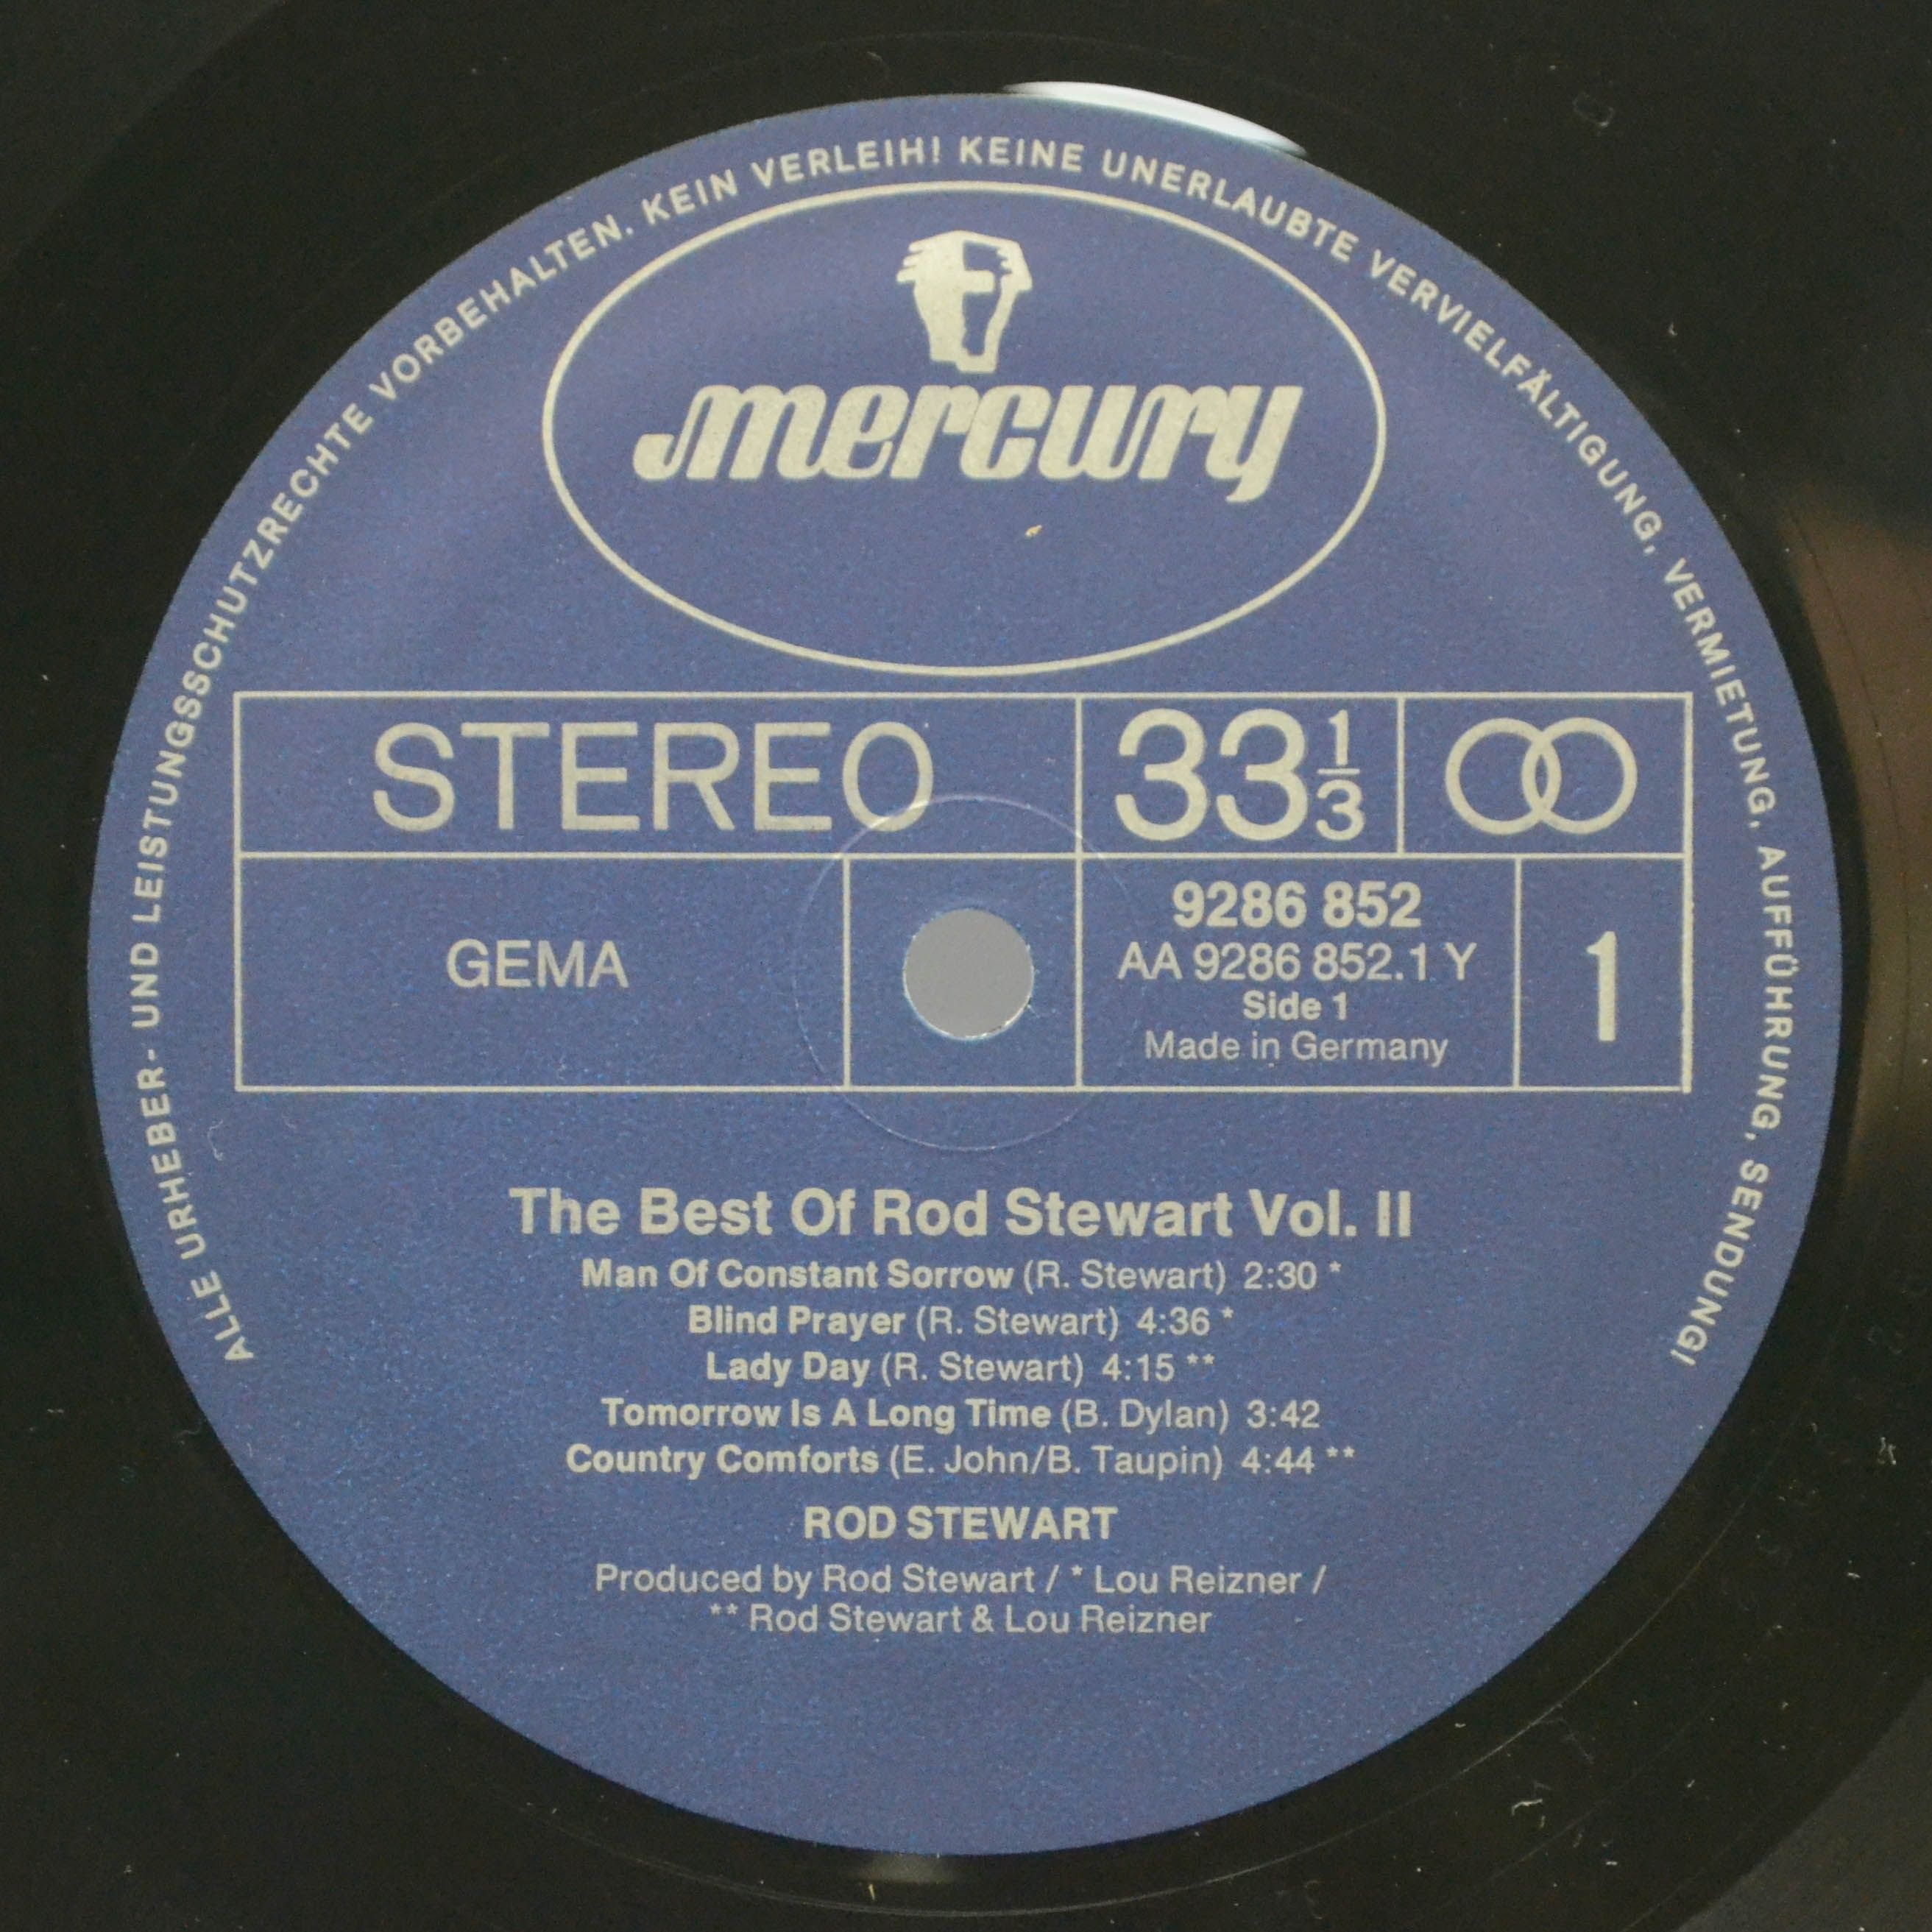 ALLE URHEBER- UND LEISTUNGSSCHUTZRECHTE VORBEHALTEN. KEIN VERLEIH! KEINE UNERLAUBTE VERVIELFÄLTIGUNG, VERMIETUNG, AUFFÜHRUNG, SENDUNG!
mercury
STEREO 33 1/3
GEMA
9286 852
AA 9286 852.1 Y
Side 1
Made in Germany
1
The Best Of Rod Stewart Vol. II
Man Of Constant Sorrow (R. Stewart) 2:30 *
Blind Prayer (R. Stewart) 4:36 *
Lady Day (R. Stewart) 4:15 **
Tomorrow Is A Long Time (B. Dylan) 3:42
Country Comforts (E. John/B. Taupin) 4:44 **
ROD STEWART
Produced by Rod Stewart / * Lou Reizner /
** Rod Stewart & Lou Reizner